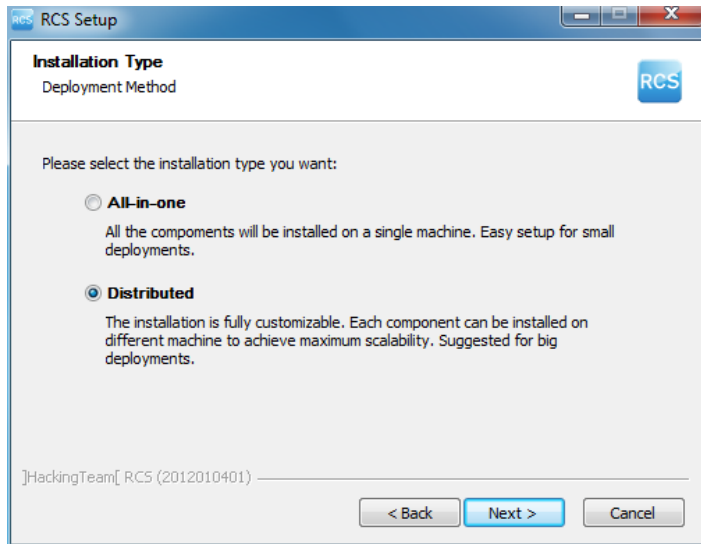 RCS RCS Setup
Installation Type
Deployment Method
RCS
Please select the installation type you want:
All-in-one
All the compoments will be installed on a single machine. Easy setup for small
deployments.
Distributed
The installation is fully customizable. Each component can be installed on
different machine to achieve maximum scalability. Suggested for big
deployments.
]HackingTeam[ RCS (2012010401)
< Back Next > Cancel